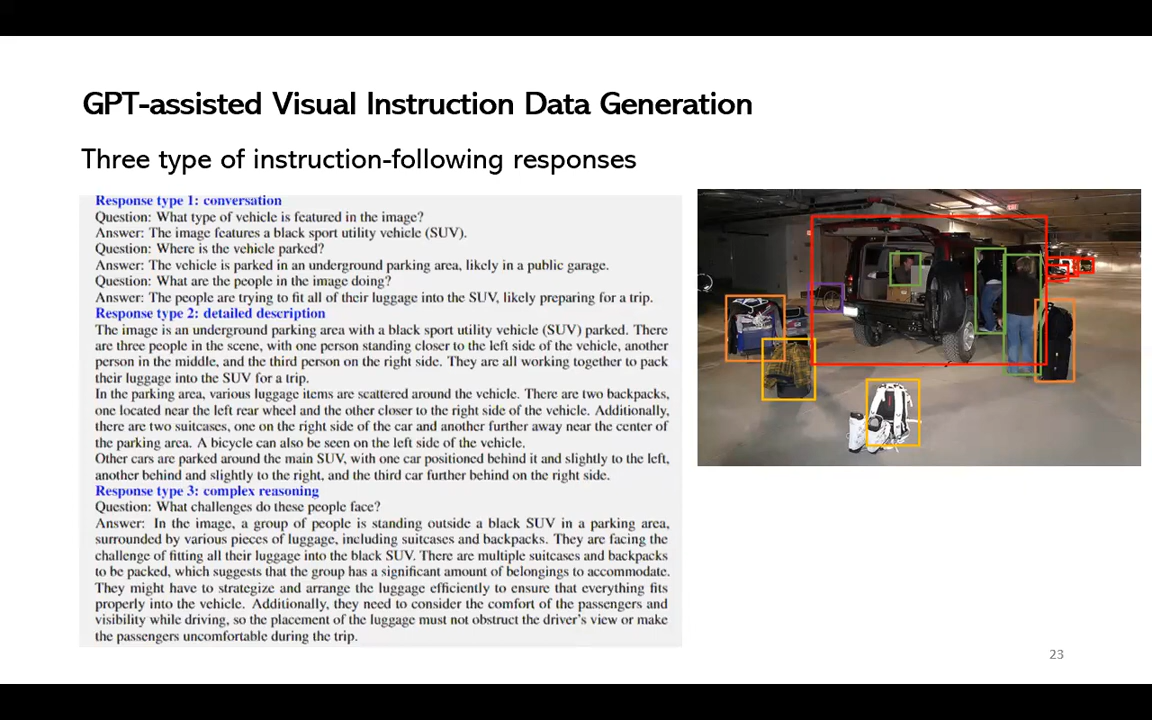 GPT-assisted Visual Instruction Data Generation
Three type of instruction-following responses
Response type 1: conversation
Question: What type of vehicle is featured in the image?
Answer: The image features a black sport utility vehicle (SUV).
Question: Where is the vehicle parked?
Answer: The vehicle is parked in an underground parking area, likely in a public garage.
Question: What are the people in the image doing?
Answer: The people are trying to fit all of their luggage into the SUV, likely preparing for a trip.
Response type 2: detailed description
The image is an underground parking area with a black sport utility vehicle (SUV) parked. There
are three people in the scene, with one person standing closer to the left side of the vehicle, another
person in the middle, and the third person on the right side. They are all working together to pack
their luggage into the SUV for a trip.
In the parking area, various luggage items are scattered around the vehicle. There are two backpacks,
one located near the left rear wheel and the other closer to the right side of the vehicle. Additionally,
there are two suitcases, one on the right side of the car and another further away near the center of
the parking area. A bicycle can also be seen on the left side of the vehicle.
Other cars are parked around the main SUV, with one car positioned behind it and slightly to the left,
another behind and slightly to the right, and the third car further behind on the right side.
Response type 3: complex reasoning
Question: What challenges do these people face?
Answer: In the image, a group of people is standing outside a black SUV in a parking area,
surrounded by various pieces of luggage, including suitcases and backpacks. They are facing the
challenge of fitting all their luggage into the black SUV. There are multiple suitcases and backpacks
to be packed, which suggests that the group has a significant amount of belongings to accommodate.
They might have to strategize and arrange the luggage efficiently to ensure that everything fits
properly into the vehicle. Additionally, they need to consider the comfort of the passengers and
visibility while driving, so the placement of the luggage must not obstruct the driver's view or make
the passengers uncomfortable during the trip.
23